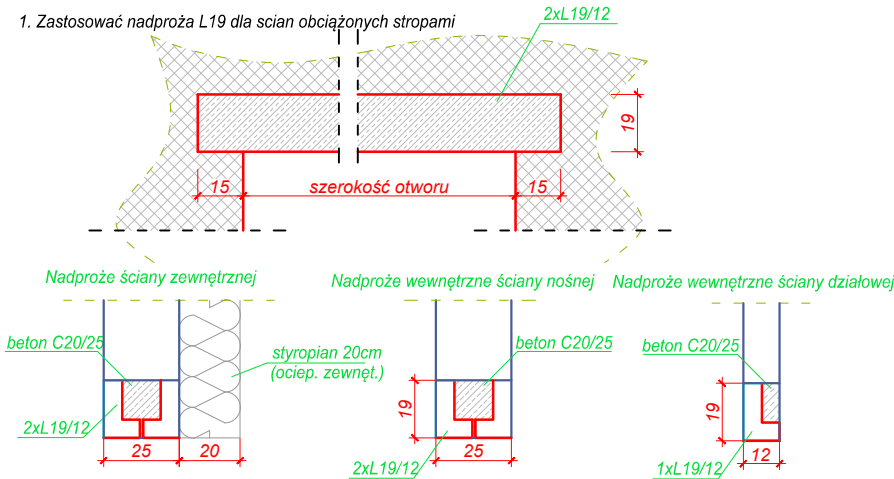 1. Zastosować nadproża L19 dla scian obciążonych stropami
2xL19/12
19
15
szerokość otworu
15
Nadproże ściany zewnętrznej
beton C20/25
styropian 20cm
(ociep. zewnęt.)
2xL19/12
25
20
Nadproże wewnętrzne ściany nośnej
beton C20/25
19
2xL19/12
25
Nadproże wewnętrzne ściany działowej
beton C20/25
19
1xL19/12
12